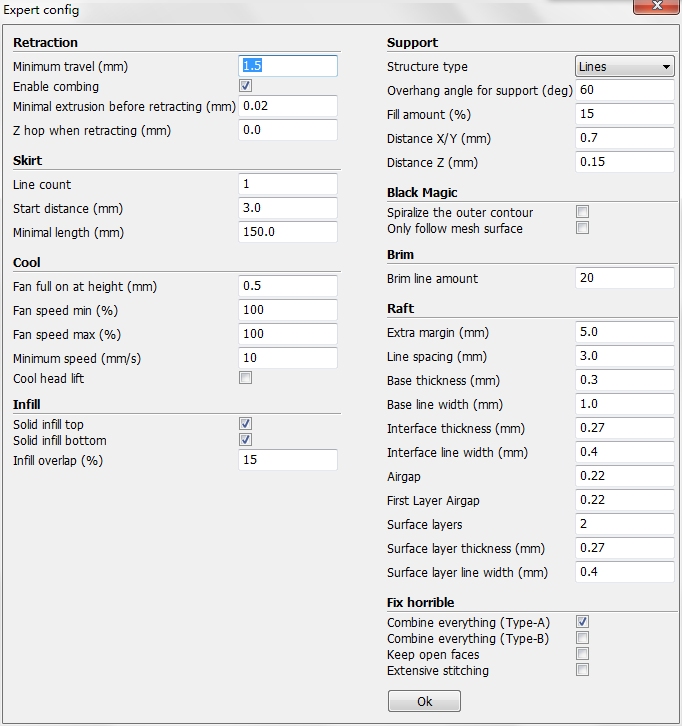 Expert config
Retraction
Minimum travel (mm) 1.5
Enable combing
Minimal extrusion before retracting (mm) 0.02
Z hop when retracting (mm) 0.0
Skirt
Line count 1
Start distance (mm) 3.0
Minimal length (mm) 150.0
Cool
Fan full on at height (mm) 0.5
Fan speed min (%) 100
Fan speed max (%) 100
Minimum speed (mm/s) 10
Cool head lift
Infill
Solid infill top
Solid infill bottom
Infill overlap (%) 15
Support
Structure type Lines
Overhang angle for support (deg) 60
Fill amount (%) 15
Distance X/Y (mm) 0.7
Distance Z (mm) 0.15
Black Magic
Spiralize the outer contour
Only follow mesh surface
Brim
Brim line amount 20
Raft
Extra margin (mm) 5.0
Line spacing (mm) 3.0
Base thickness (mm) 0.3
Base line width (mm) 1.0
Interface thickness (mm) 0.27
Interface line width (mm) 0.4
Airgap 0.22
First Layer Airgap 0.22
Surface layers 2
Surface layer thickness (mm) 0.27
Surface layer line width (mm) 0.4
Fix horrible
Combine everything (Type-A)
Combine everything (Type-B)
Keep open faces
Extensive stitching
Ok